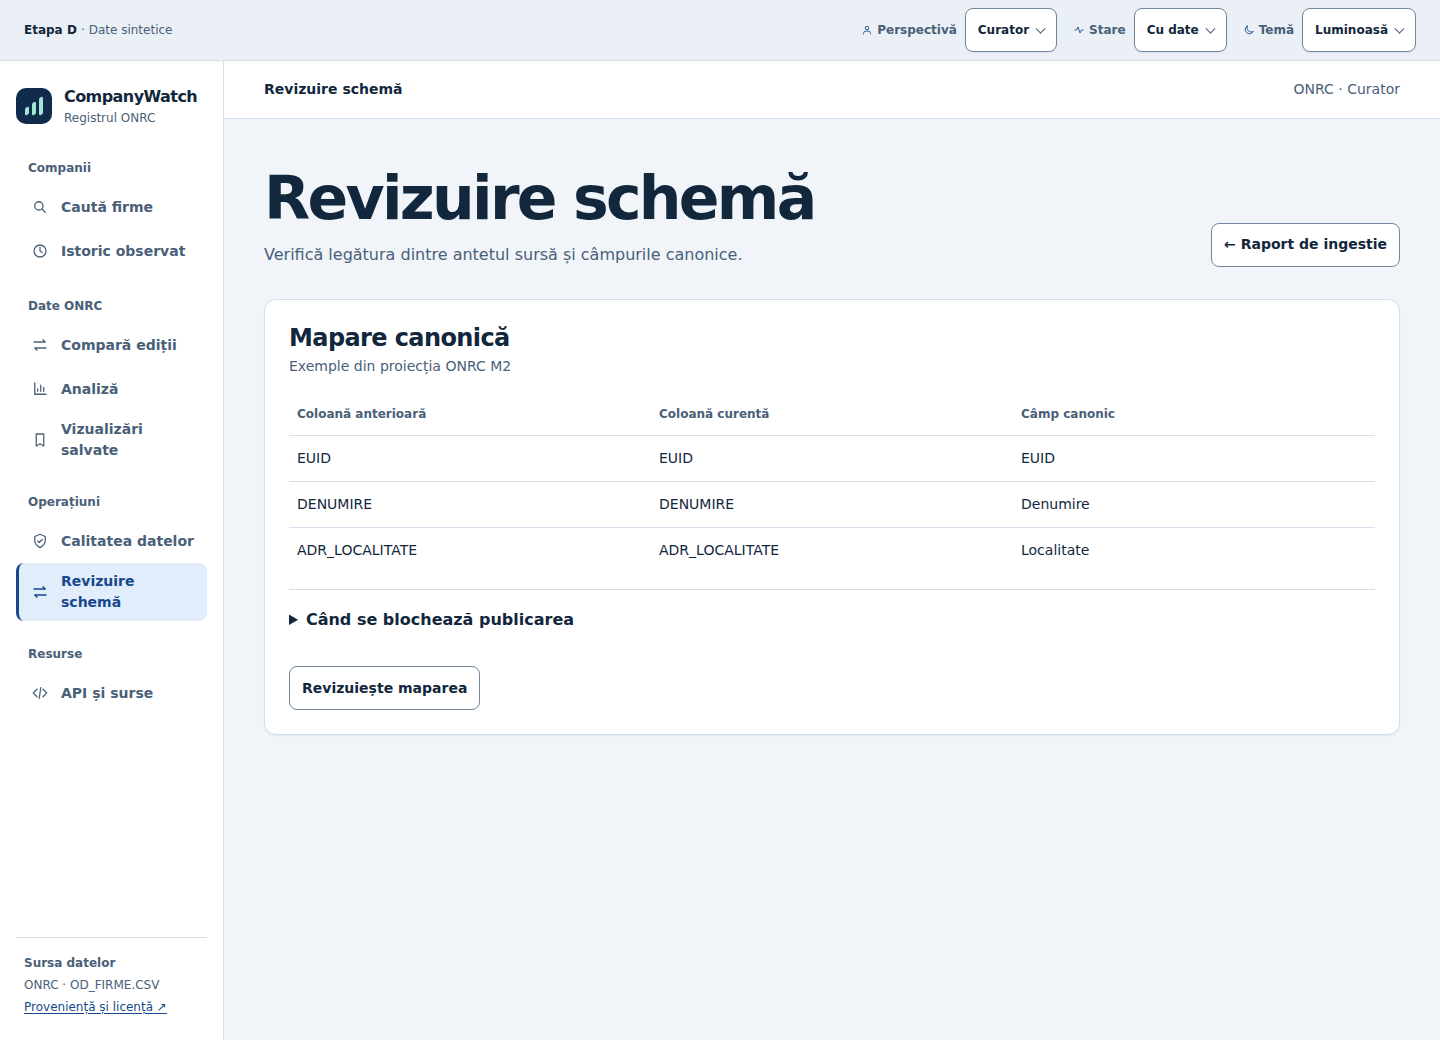 Etapa D · Date sintetice
Perspectivă
Curator
Stare
Cu date
Temă
Luminoasă
CompanyWatch
Registrul ONRC
Companii
Caută firme
Istoric observat
Date ONRC
Compară ediții
Analiză
Vizualizări
salvate
Operațiuni
Calitatea datelor
Revizuire
schemă
Resurse
API și surse
Sursa datelor
ONRC · OD_FIRME.CSV
Proveniență și licență ↗
Revizuire schemă
ONRC · Curator
Revizuire schemă
Verifică legătura dintre antetul sursă și câmpurile canonice.
← Raport de ingestie
Mapare canonică
Exemple din proiecția ONRC M2
Coloană anterioară Coloană curentă Câmp canonic
EUID EUID EUID
DENUMIRE DENUMIRE Denumire
ADR_LOCALITATE ADR_LOCALITATE Localitate
▶ Când se blochează publicarea
Revizuiește maparea